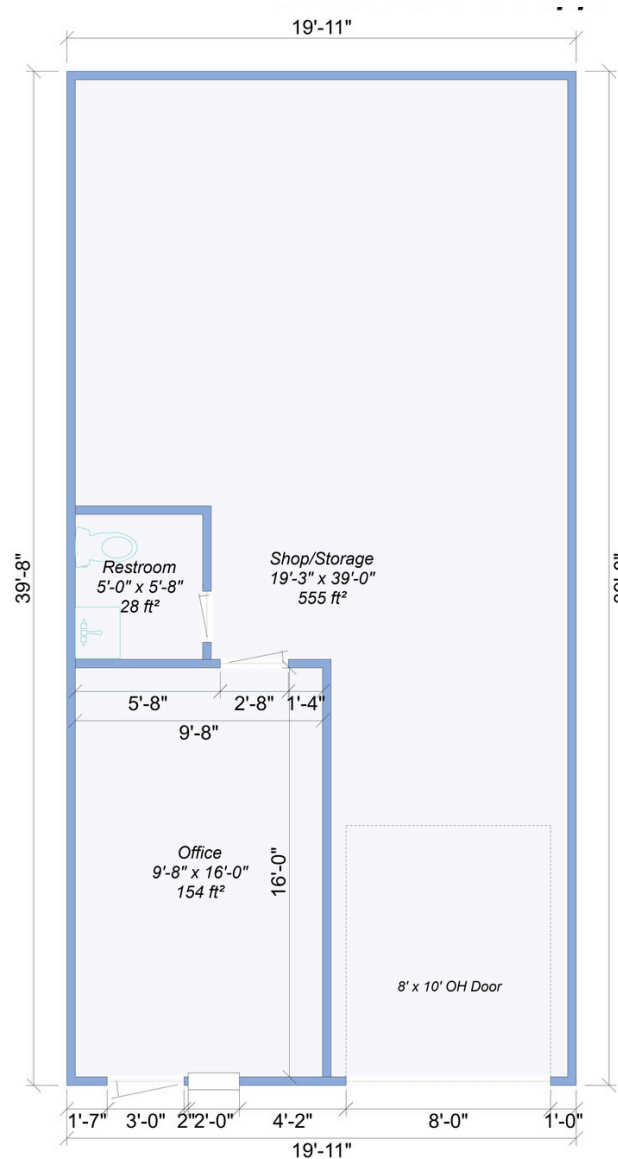 19'-11"
39'-8"
Restroom
5'-0" x 5'-8"
28 ft²
Shop/Storage
19'-3" x 39'-0"
555 ft²
5'-8"
2'-8"
1'-4"
9'-8"
Office
9'-8" x 16'-0"
154 ft²
16'-0"
8' x 10' OH Door
1'-7"
3'-0"
2"
2'-0"
4'-2"
8'-0"
1'-0"
19'-11"